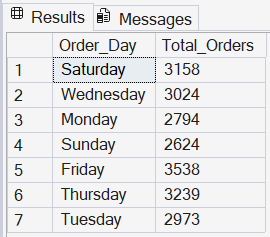 Results Messages
Order_Day Total_Orders
1 Saturday 3158
2 Wednesday 3024
3 Monday 2794
4 Sunday 2624
5 Friday 3538
6 Thursday 3239
7 Tuesday 2973